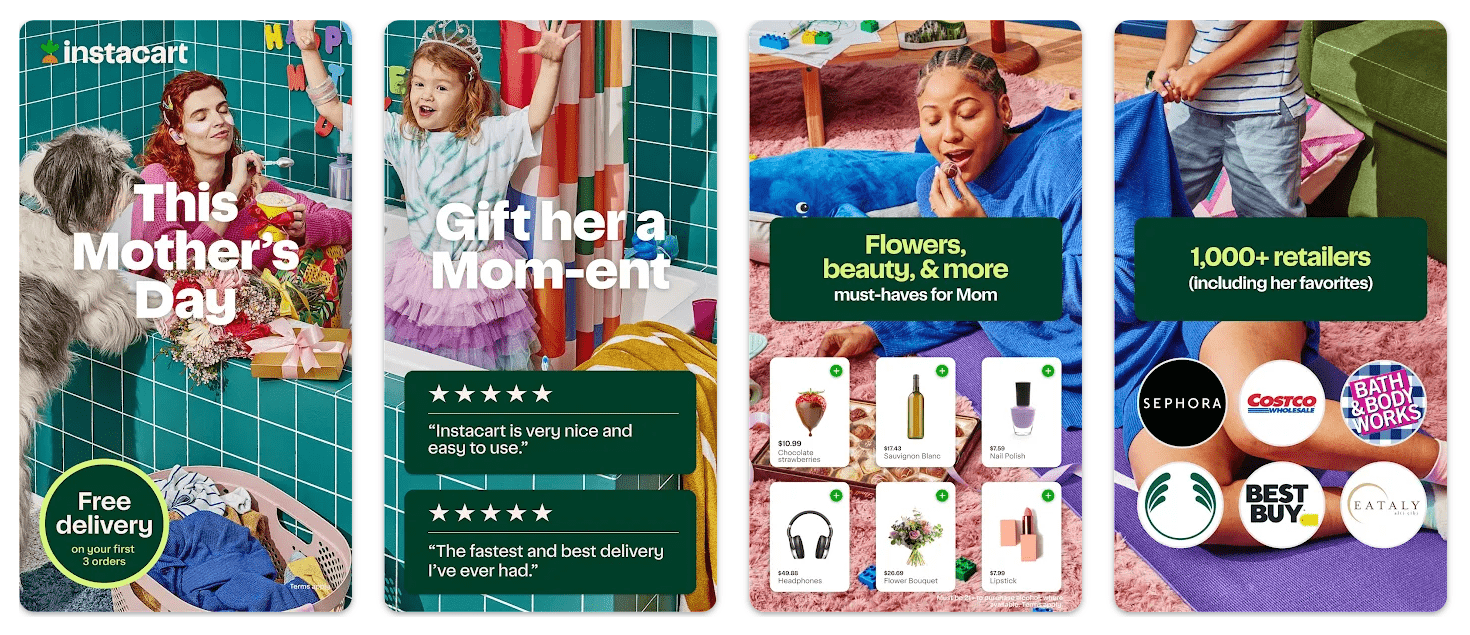 instacart
HAPP
M
This
Mother's
Day
Free
delivery
on your first
3 orders
Gift her a
Mom-ent
★★★★★
“Instacart is very nice and
easy to use.”
★★★★★
“The fastest and best delivery
I’ve ever had.”
Flowers,
beauty, & more
must-haves for Mom
$10.99
Chocolate
strawberries
$17.43
Sauvignon Blanc
$7.59
Nail Polish
$49.88
Headphones
$26.69
Flower Bouquet
$7.99
Lipstick
1,000+ retailers
(including her favorites)
SEPHORA
COSTCO
WHOLESALE
BATH
& BODY
WORKS
BEST
BUY
EATALY